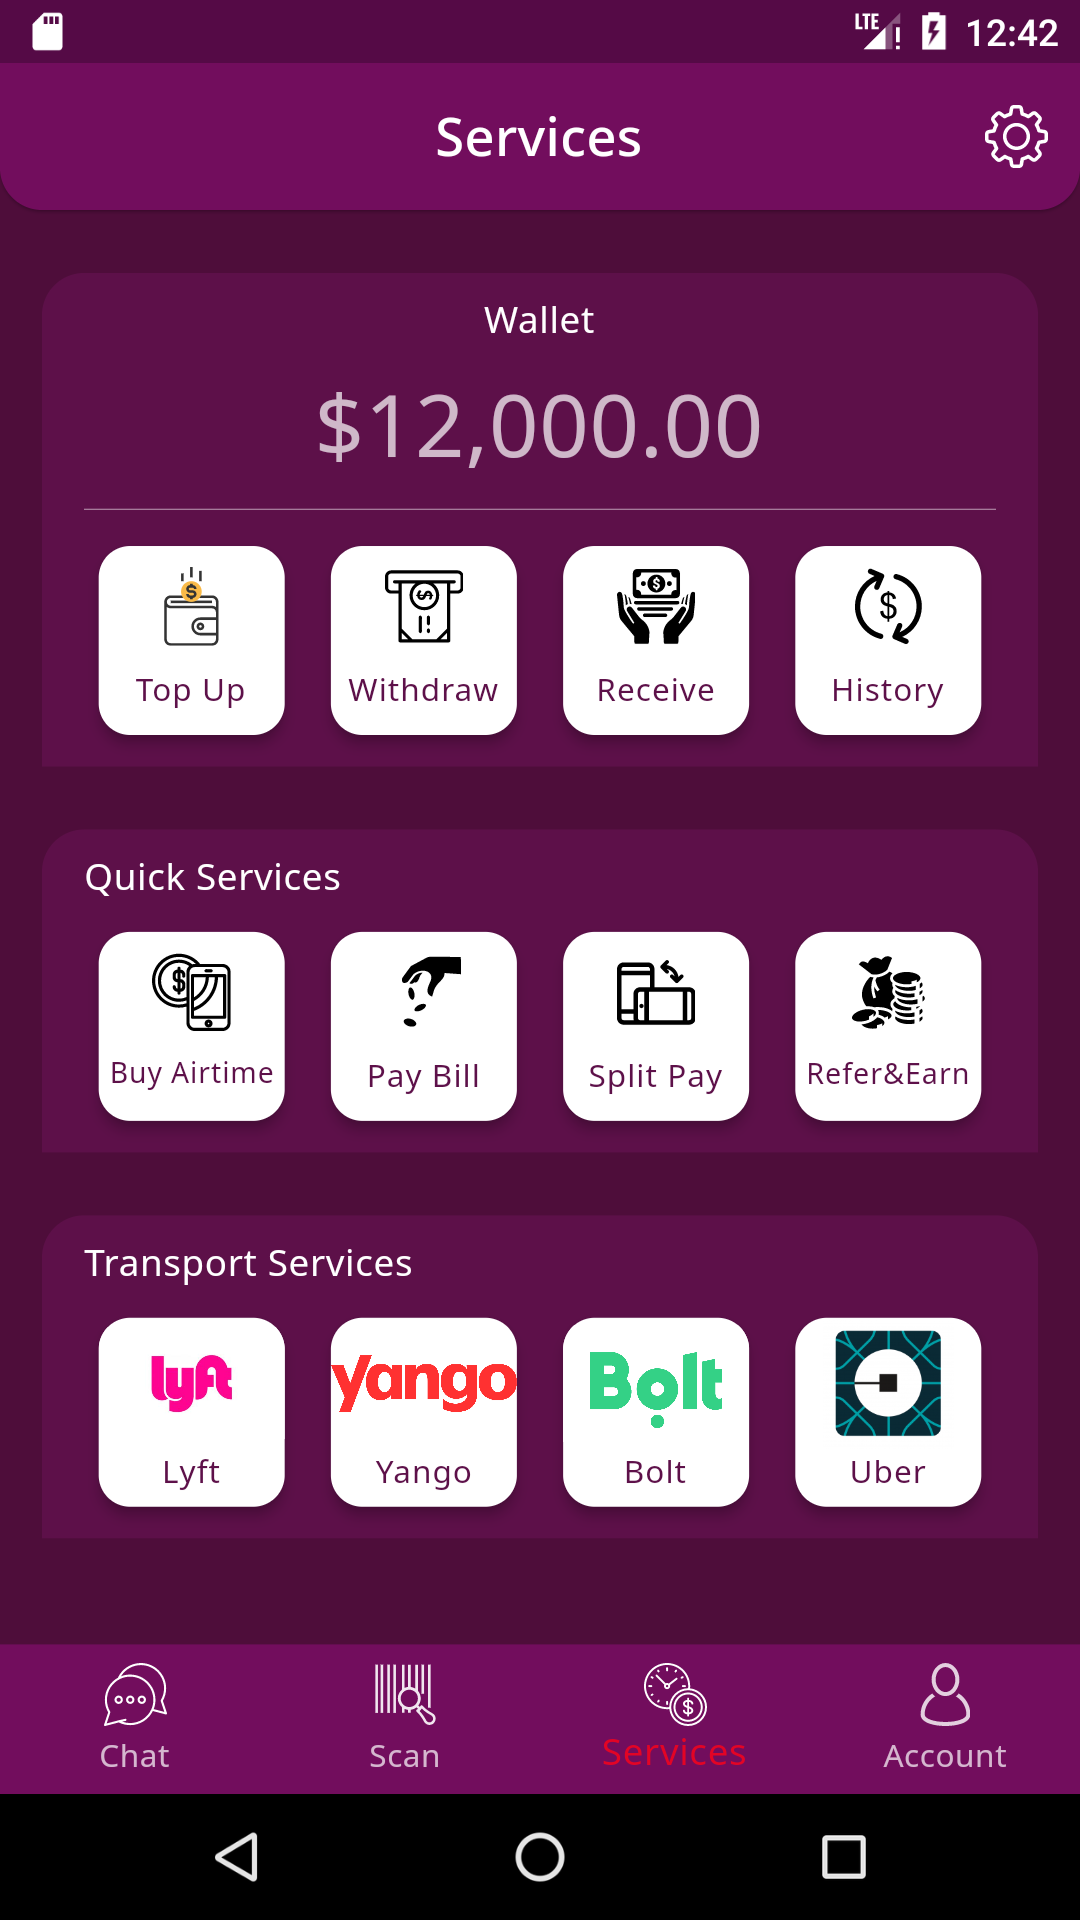 LTE 12:42
Services
Wallet
$12,000.00
Top Up Withdraw Receive History
Quick Services
Buy Airtime Pay Bill Split Pay Refer&Earn
Transport Services
lyft yango Bolt
Lyft Yango Bolt Uber
Chat Scan Services Account